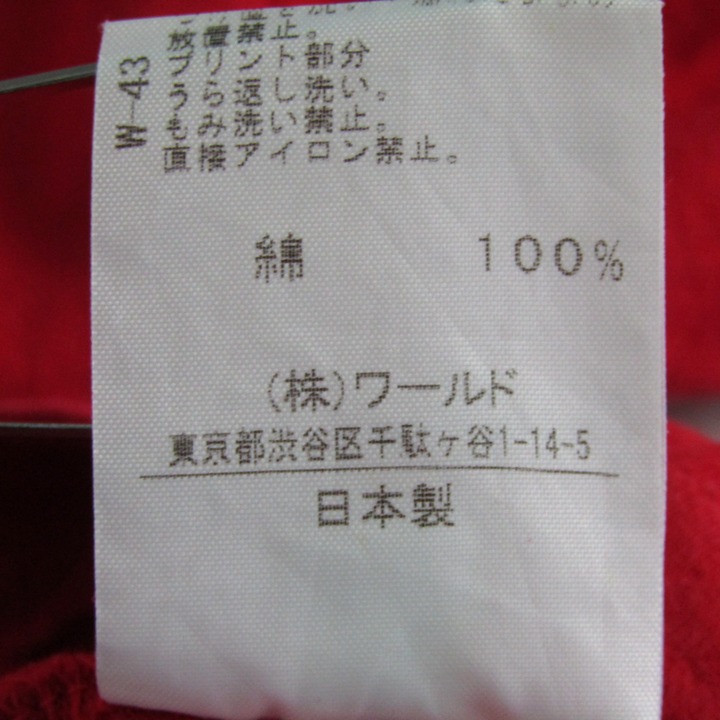 放置禁止。
プリント部分
うら返し洗い。
もみ洗い禁止。
直接アイロン禁止。
W-43
綿 100%
(株)ワールド
東京都渋谷区千駄ヶ谷1-14-5
日本製